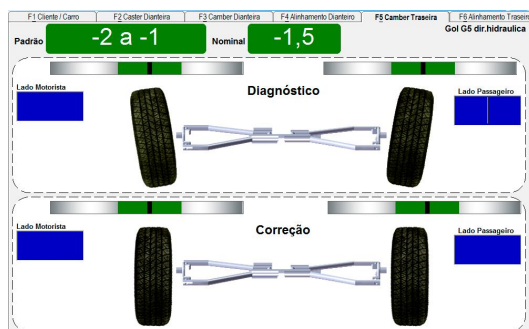 F1 Cliente / Carro
F2 Caster Dianteira
F3 Camber Dianteira
F4 Alinhamento Dianteiro
F5 Camber Traseira
F6 Alinhamento Traseiro
Gol G5 dir.hidraulica
Padrão
-2 a -1
Nominal
-1,5
Lado Motorista
Diagnóstico
Lado Passageiro
Lado Motorista
Correção
Lado Passageiro